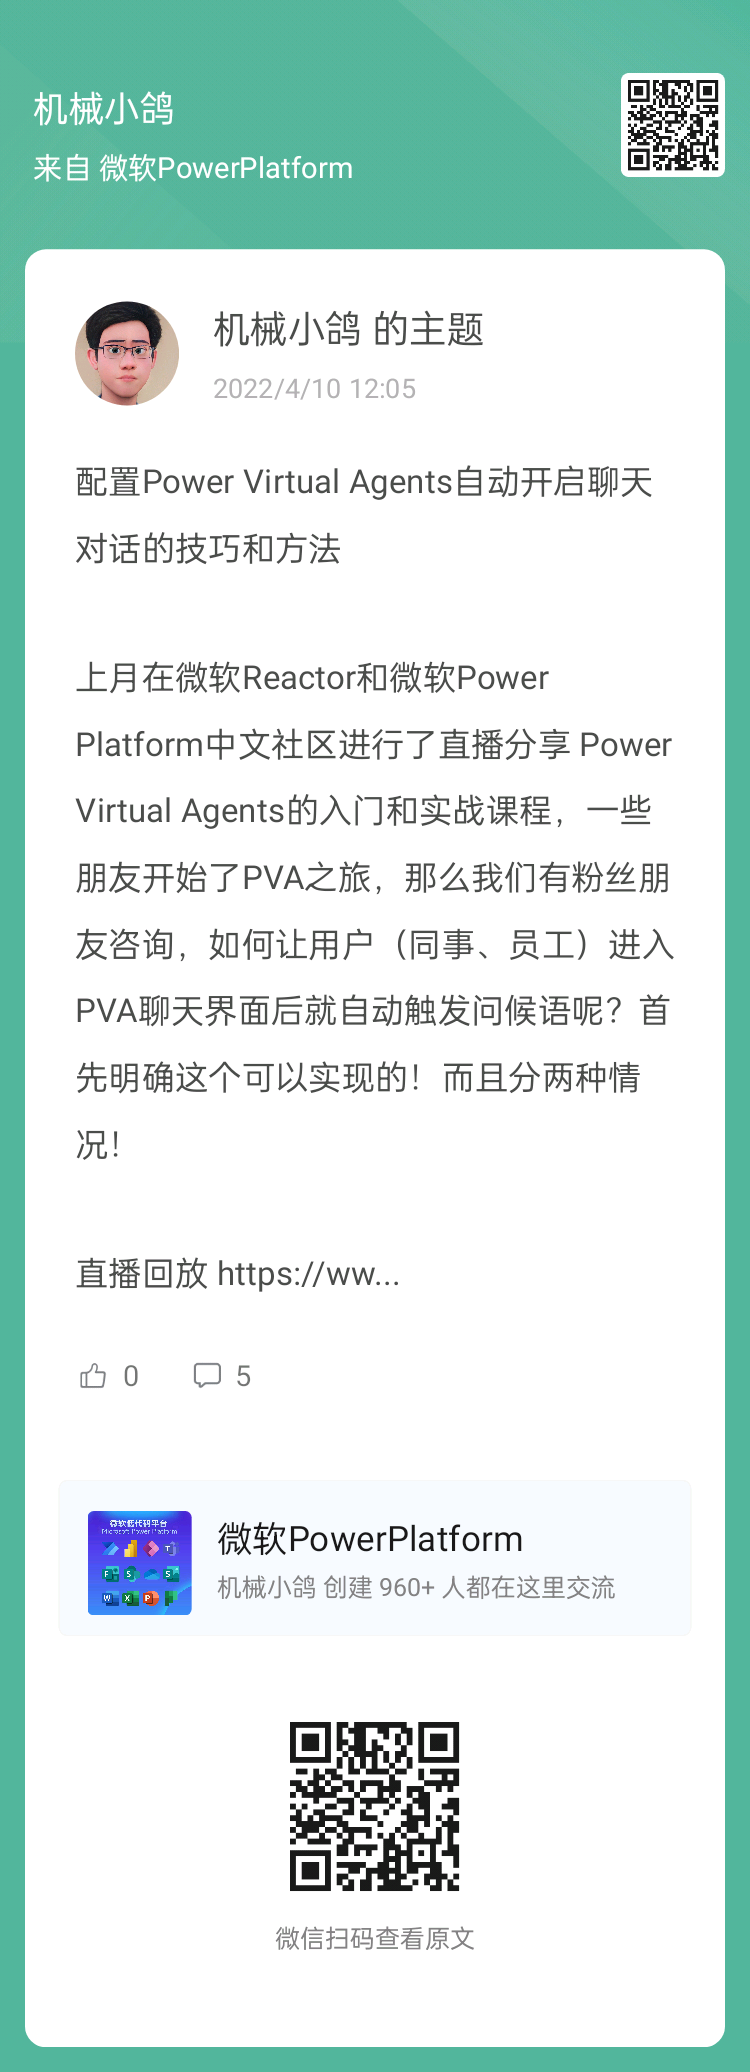 机械小鸽
来自 微软PowerPlatform
机械小鸽 的主题
2022/4/10 12:05
配置Power Virtual Agents自动开启聊天
对话的技巧和方法
上月在微软Reactor和微软Power
Platform中文社区进行了直播分享 Power
Virtual Agents的入门和实战课程，一些
朋友开始了PVA之旅，那么我们有粉丝朋
友咨询，如何让用户（同事、员工）进入
PVA聊天界面后就自动触发问候语呢？首
先明确这个可以实现的！而且分两种情
况！
直播回放 https://ww...
0 5
微软低代码平台
Microsoft Power Platform
微软PowerPlatform
机械小鸽 创建 960+ 人都在这里交流
微信扫码查看原文